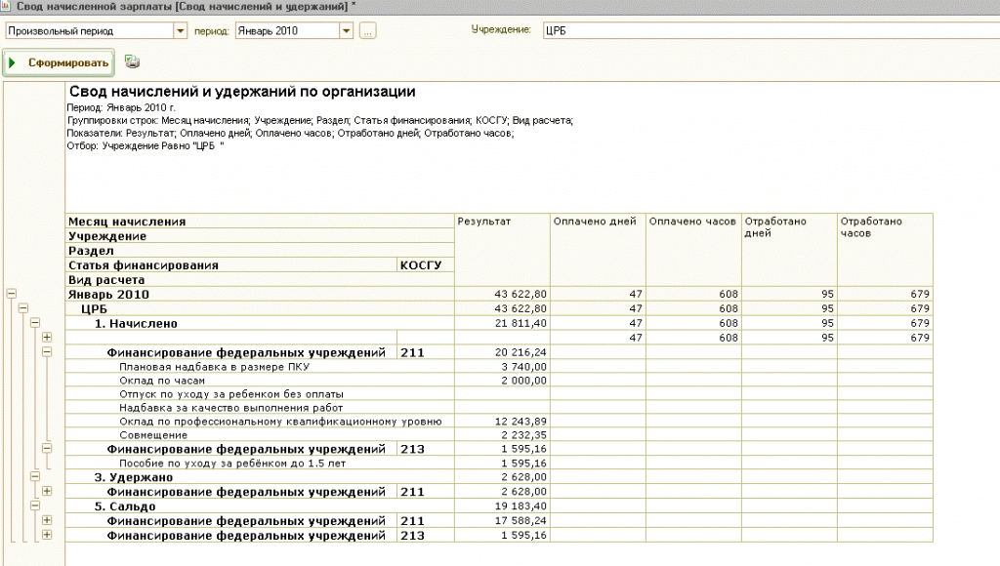 Свод начисленной зарплаты [Свод начислений и удержаний] *
Произвольный период период: Январь 2010 ... Учреждение: ЦРБ
Сформировать
Свод начислений и удержаний по организации
Период: Январь 2010 г.
Группировки строк: Месяц начисления; Учреждение; Раздел; Статья финансирования; КОСГУ; Вид расчета;
Показатели: Результат; Оплачено дней; Оплачено часов; Отработано дней; Отработано часов;
Отбор: Учреждение Равно "ЦРБ "
Месяц начисления Результат Оплачено дней Оплачено часов Отработано дней Отработано часов
Учреждение
Раздел
Статья финансирования КОСГУ
Вид расчета
Январь 2010 43 622,80 47 608 95 679
ЦРБ 43 622,80 47 608 95 679
1. Начислено 21 811,40 47 608 95 679
47 608 95 679
Финансирование федеральных учреждений 211 20 216,24
Плановая надбавка в размере ПКУ 3 740,00
Оклад по часам 2 000,00
Отпуск по уходу за ребенком без оплаты
Надбавка за качество выполнения работ
Оклад по профессиональному квалификационному уровню 12 243,89
Совмещение 2 232,35
Финансирование федеральных учреждений 213 1 595,16
Пособие по уходу за ребёнком до 1.5 лет 1 595,16
3. Удержано 2 628,00
Финансирование федеральных учреждений 211 2 628,00
5. Сальдо 19 183,40
Финансирование федеральных учреждений 211 17 588,24
Финансирование федеральных учреждений 213 1 595,16